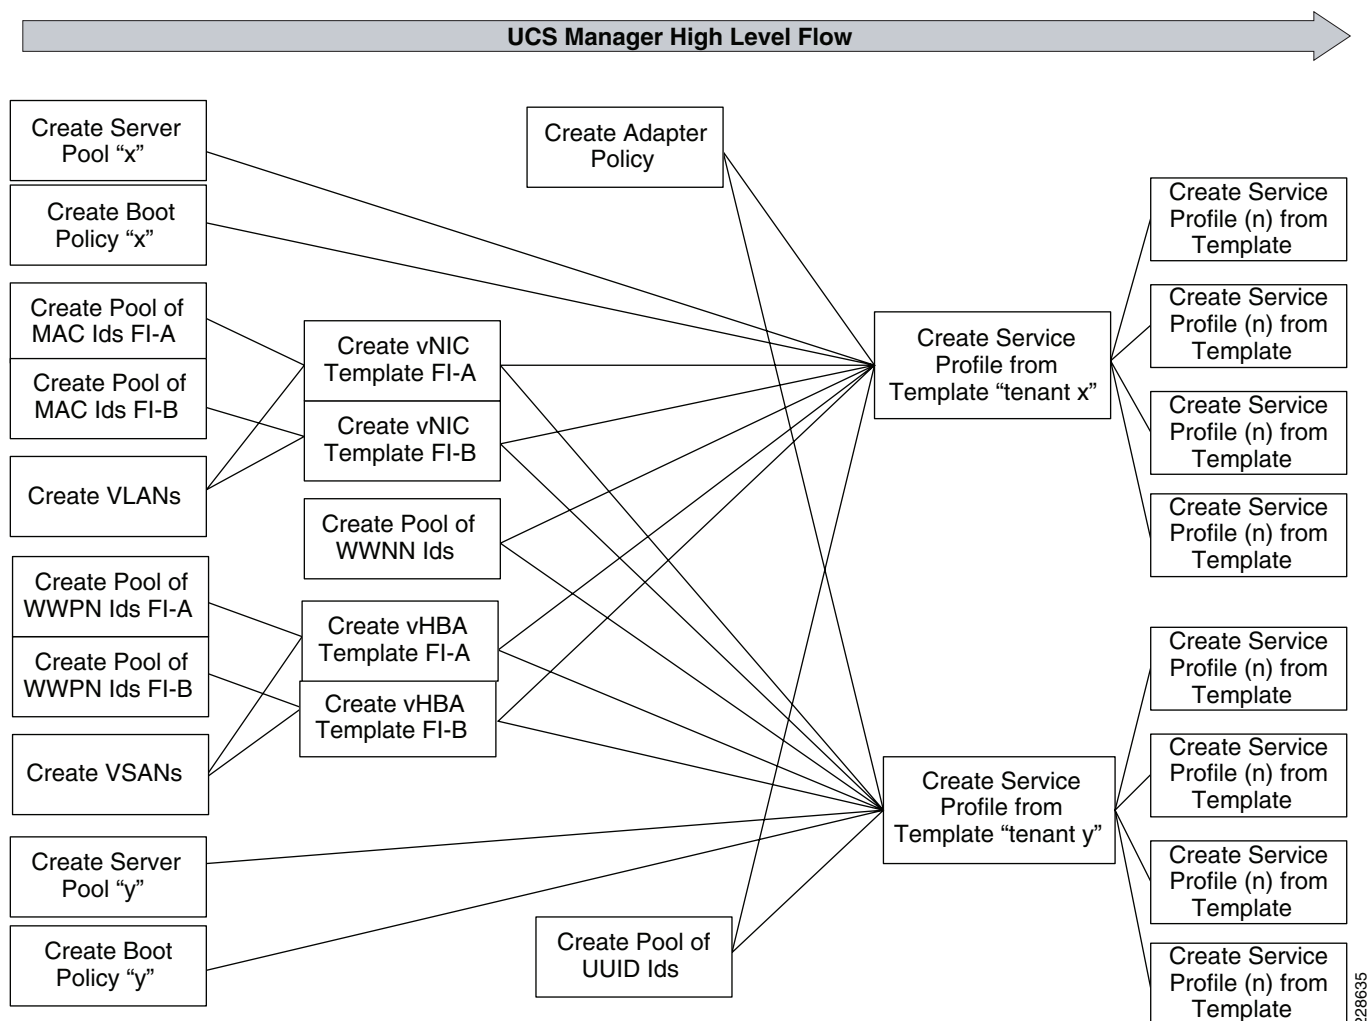 UCS Manager High Level Flow
Create Server
Pool “x”
Create Boot
Policy “x”
Create Pool of
MAC Ids FI-A
Create Pool of
MAC Ids FI-B
Create VLANs
Create Pool of
WWPN Ids FI-A
Create Pool of
WWPN Ids FI-B
Create VSANs
Create Server
Pool “y”
Create Boot
Policy “y”
Create vNIC
Template FI-A
Create vNIC
Template FI-B
Create Pool of
WWNN Ids
Create vHBA
Template FI-A
Create vHBA
Template FI-B
Create Adapter
Policy
Create Pool of
UUID Ids
Create Service
Profile from
Template “tenant x”
Create Service
Profile from
Template “tenant y”
Create Service
Profile (n) from
Template
Create Service
Profile (n) from
Template
Create Service
Profile (n) from
Template
Create Service
Profile (n) from
Template
Create Service
Profile (n) from
Template
Create Service
Profile (n) from
Template
Create Service
Profile (n) from
Template
Create Service
Profile (n) from
Template
228635